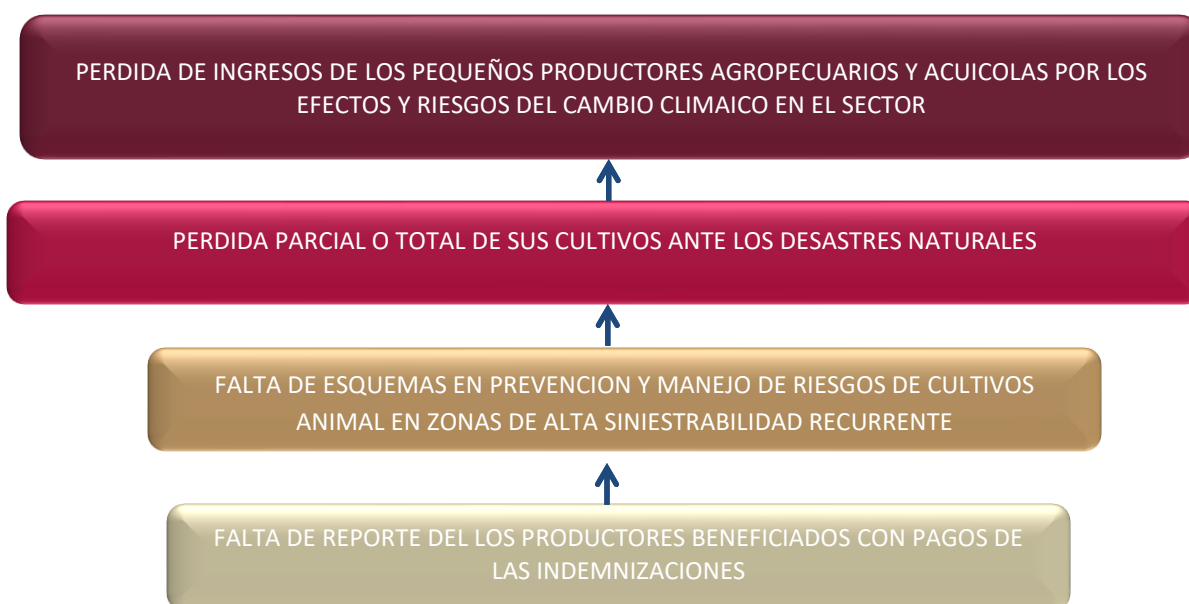 PERDIDA DE INGRESOS DE LOS PEQUEÑOS PRODUCTORES AGROPECUARIOS Y ACUICOLAS POR LOS
EFECTOS Y RIESGOS DEL CAMBIO CLIMAICO EN EL SECTOR
PERDIDA PARCIAL O TOTAL DE SUS CULTIVOS ANTE LOS DESASTRES NATURALES
FALTA DE ESQUEMAS EN PREVENCION Y MANEJO DE RIESGOS DE CULTIVOS
ANIMAL EN ZONAS DE ALTA SINIESTRABILIDAD RECURRENTE
FALTA DE REPORTE DEL LOS PRODUCTORES BENEFICIADOS CON PAGOS DE
LAS INDEMNIZACIONES